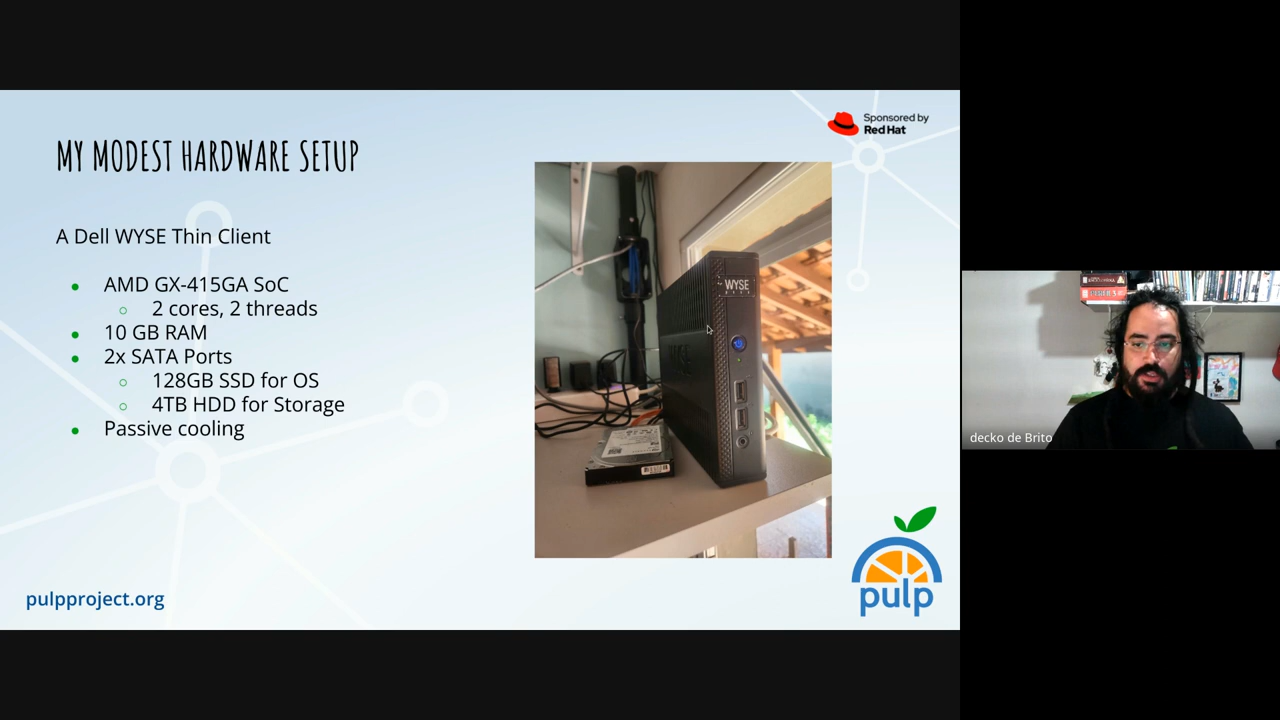 Sponsored by
Red Hat
MY MODEST HARDWARE SETUP
A Dell WYSE Thin Client
AMD GX-415GA SoC
2 cores, 2 threads
10 GB RAM
2x SATA Ports
128GB SSD for OS
4TB HDD for Storage
Passive cooling
WYSE
pulpproject.org
pulp
decko de Brito